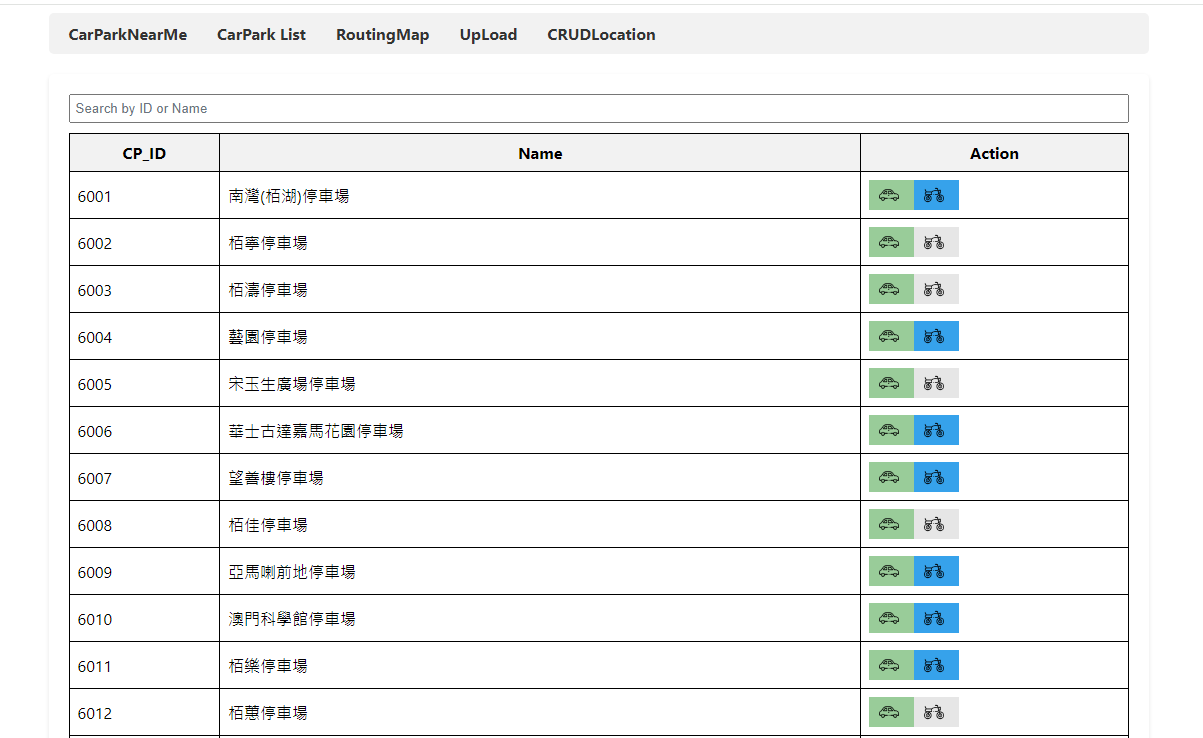 CarParkNearMe CarPark List RoutingMap UpLoad CRUDLocation
Search by ID or Name
CP_ID Name Action
6001 南灣(栢湖)停車場
6002 栢寧停車場
6003 栢濤停車場
6004 藝園停車場
6005 宋玉生廣場停車場
6006 華士古達嘉馬花園停車場
6007 望善樓停車場
6008 栢佳停車場
6009 亞馬喇前地停車場
6010 澳門科學館停車場
6011 栢樂停車場
6012 栢蕙停車場